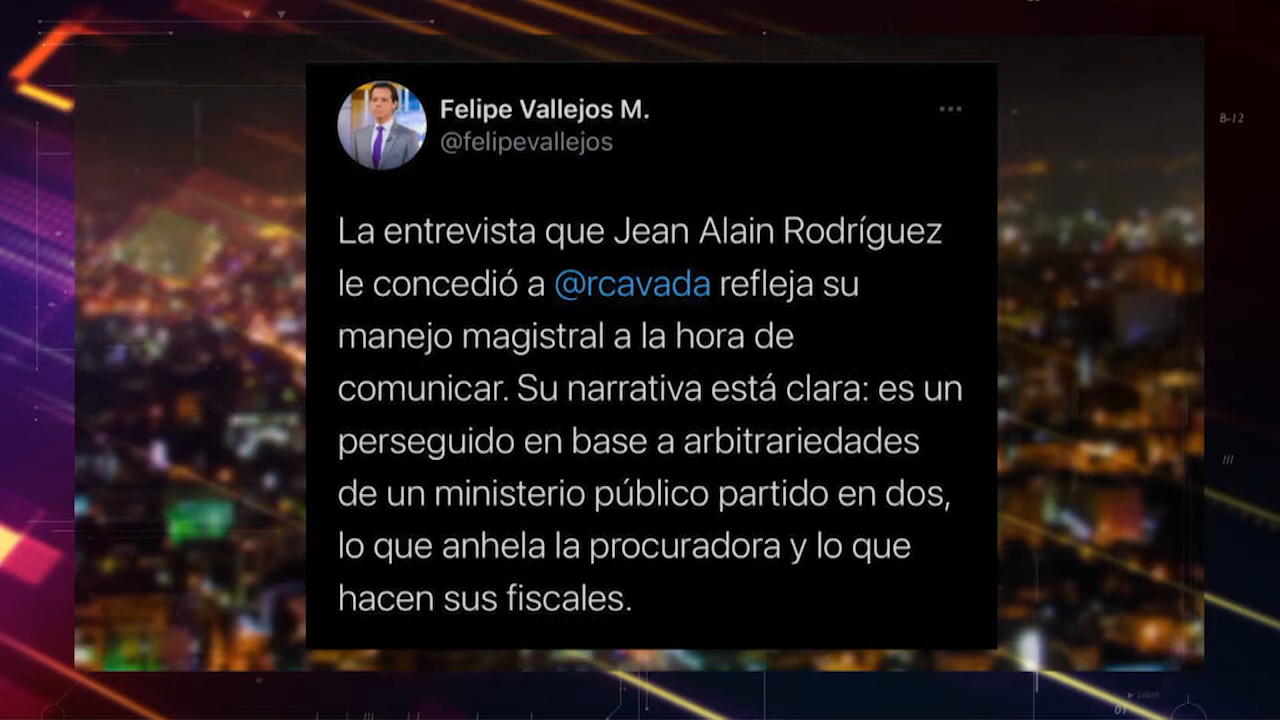 Felipe Vallejos M.
@felipevallejos
La entrevista que Jean Alain Rodríguez
le concedió a @rcavada refleja su
manejo magistral a la hora de
comunicar. Su narrativa está clara: es un
perseguido en base a arbitrariedades
de un ministerio público partido en dos,
lo que anhela la procuradora y lo que
hacen sus fiscales.
B-12